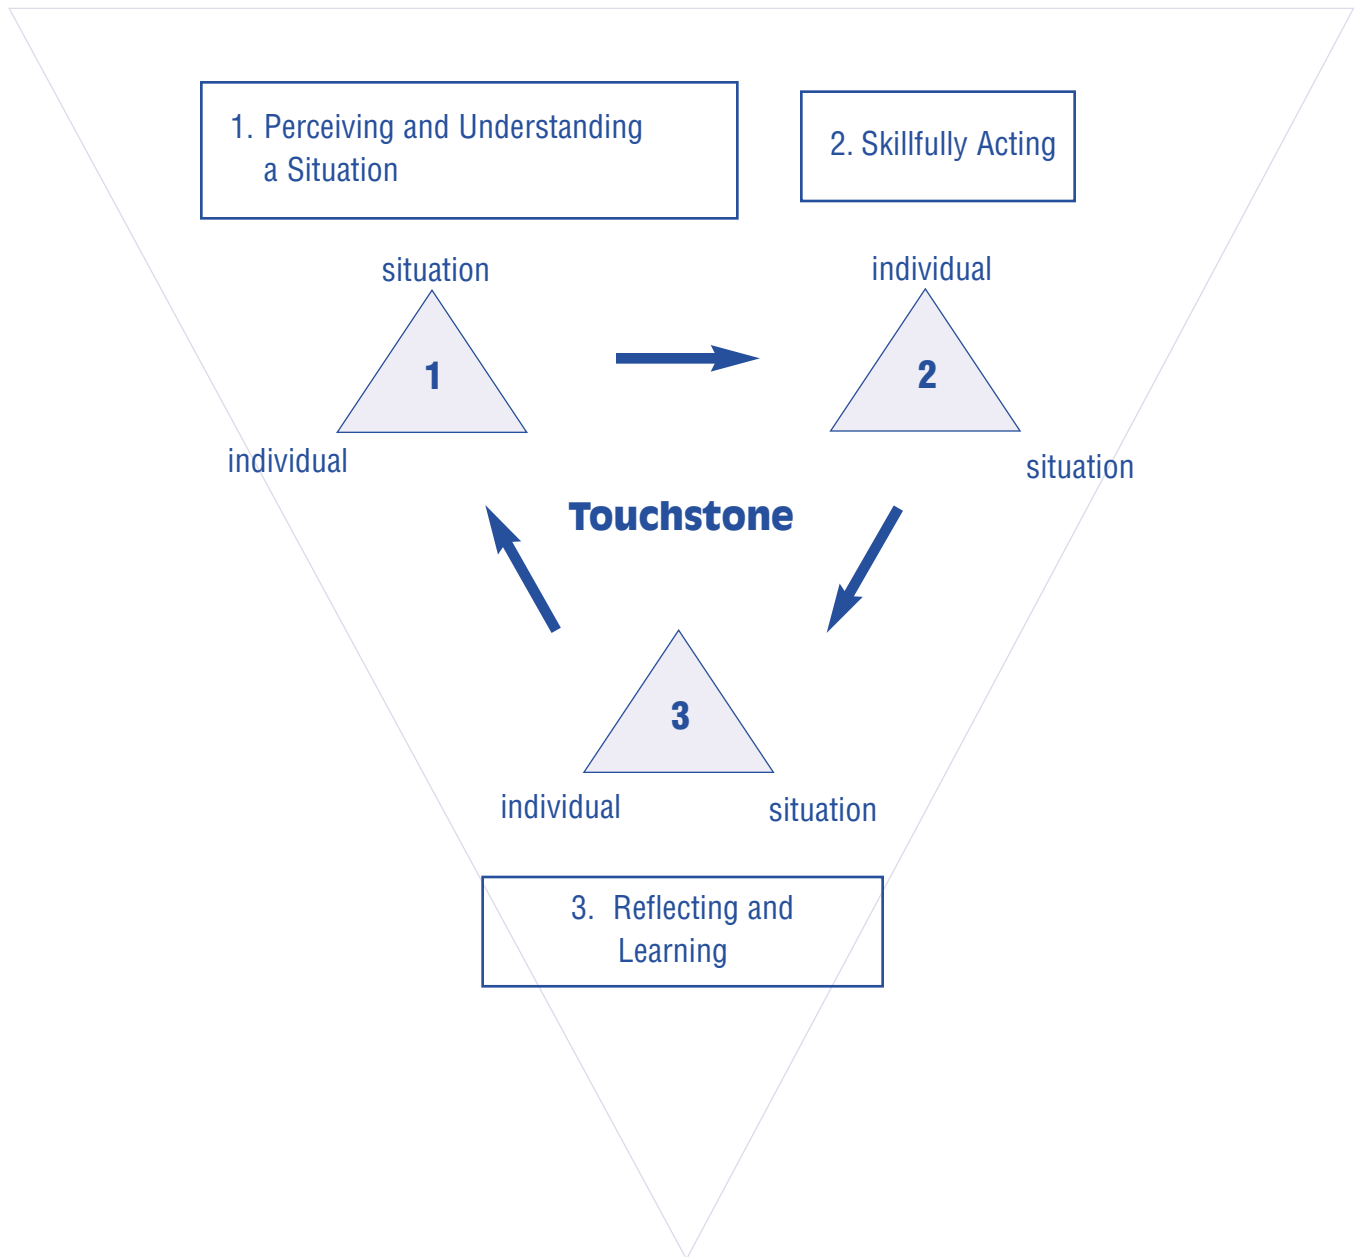 1. Perceiving and Understanding
a Situation
2. Skillfully Acting
situation
1
individual
individual
2
situation
Touchstone
3
individual
situation
3. Reflecting and
Learning